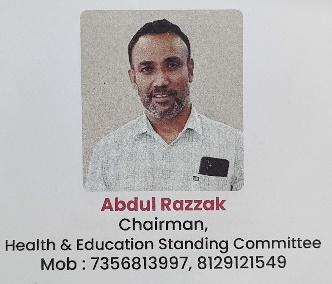 Abdul Razzak
Chairman,
Health & Education Standing Committee
Mob : 7356813997, 8129121549